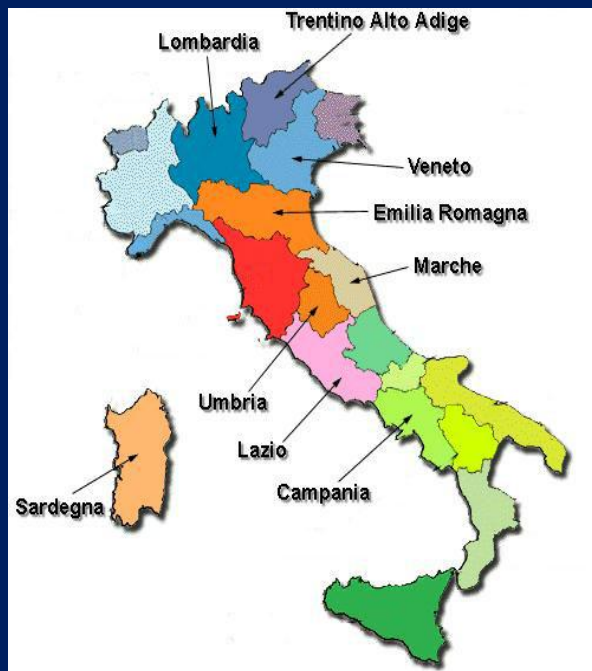 Trentino Alto Adige
Lombardia
Veneto
Emilia Romagna
Marche
Umbria
Lazio
Campania
Sardegna